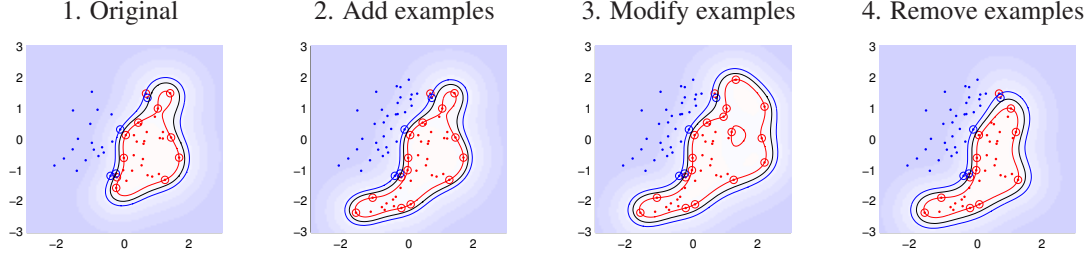 1. Original 2. Add examples 3. Modify examples 4. Remove examples
3 3 3 3
2 2 2 2
1 1 1 1
0 0 0 0
−1 −1 −1 −1
−2 −2 −2 −2
−3 −3 −3 −3
−2 0 2 −2 0 2 −2 0 2 −2 0 2